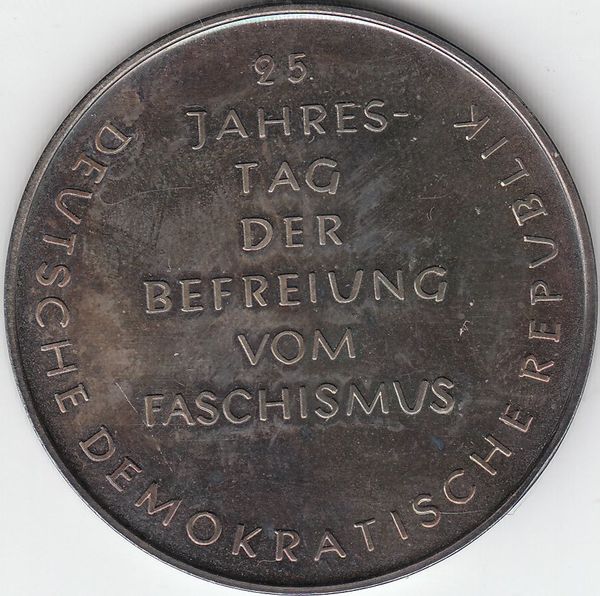 25.
JAHRES-
TAG
DER
BEFREIUNG
VOM
FASCHISMUS
DEUTSCHE DEMOKRATISCHE REPUBLIK